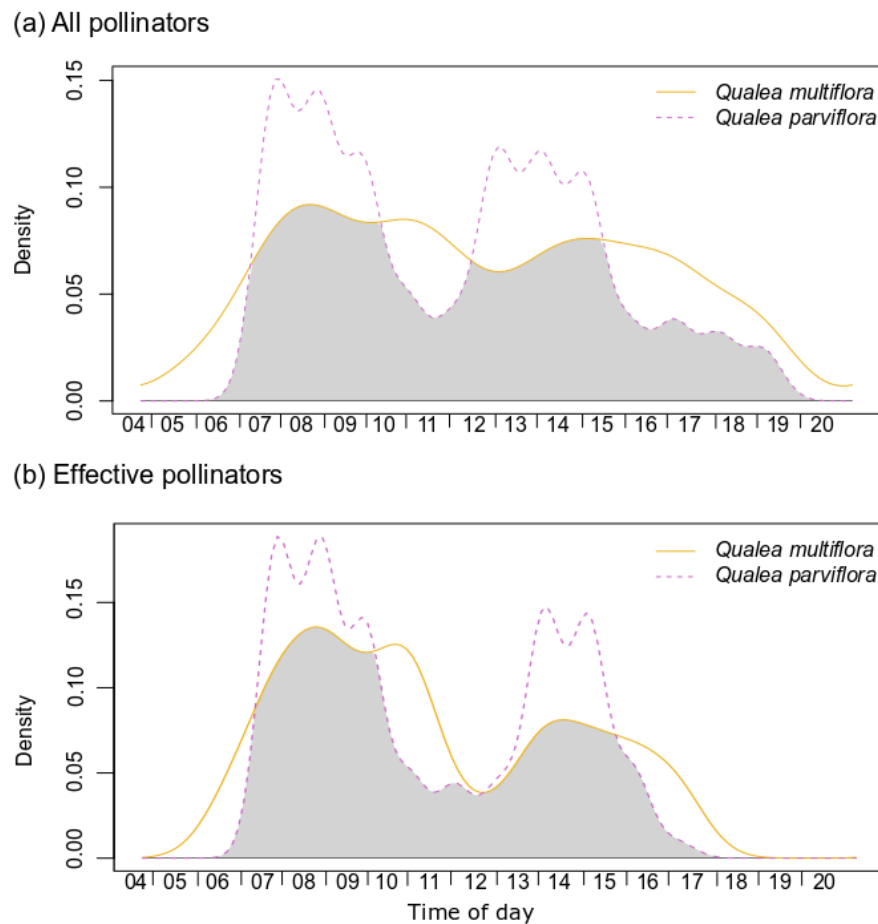 (a) All pollinators
Qualea multiflora
Qualea parviflora
0.15
0.10
0.05
0.00
Density
04 05 06 07 08 09 10 11 12 13 14 15 16 17 18 19 20
(b) Effective pollinators
Qualea multiflora
Qualea parviflora
0.15
0.10
0.05
0.00
Density
04 05 06 07 08 09 10 11 12 13 14 15 16 17 18 19 20
Time of day